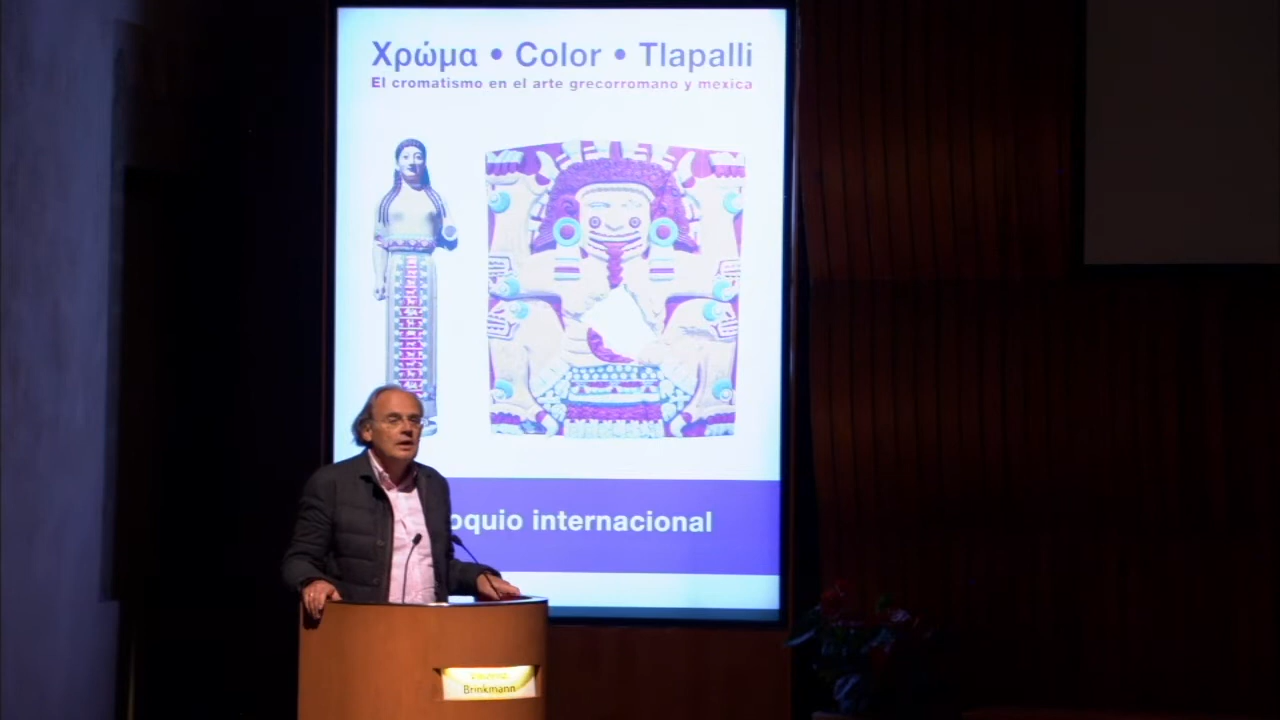 Χρώμα • Color • Tlapalli
El cromatismo en el arte grecorromano y mexica
oquio internacional
Brinkmann